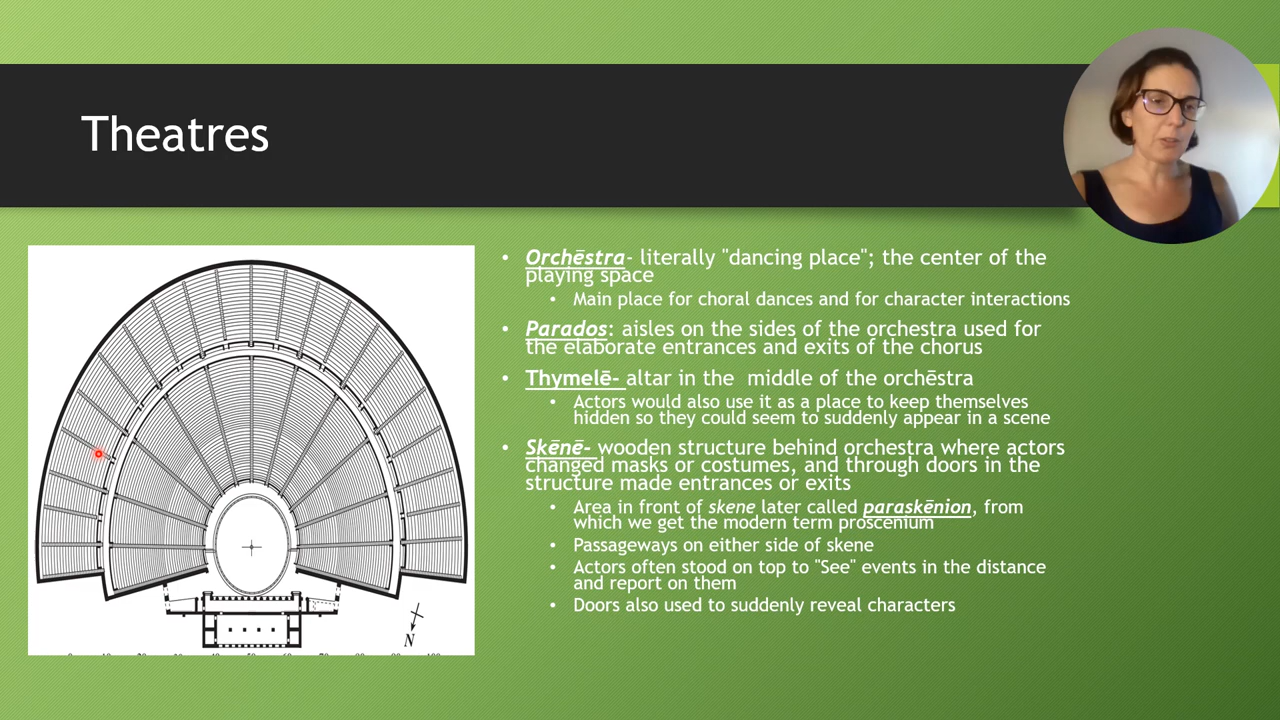 Theatres
• Orchēstra- literally "dancing place"; the center of the
playing space
• Main place for choral dances and for character interactions
• Parados: aisles on the sides of the orchestra used for
the elaborate entrances and exits of the chorus
• Thymelē- altar in the middle of the orchēstra
• Actors would also use it as a place to keep themselves
hidden so they could seem to suddenly appear in a scene
• Skēnē- wooden structure behind orchestra where actors
changed masks or costumes, and through doors in the
structure made entrances or exits
• Area in front of skene later called paraskēnion, from
which we get the modern term proscenium
• Passageways on either side of skene
• Actors often stood on top to "See" events in the distance
and report on them
• Doors also used to suddenly reveal characters
N